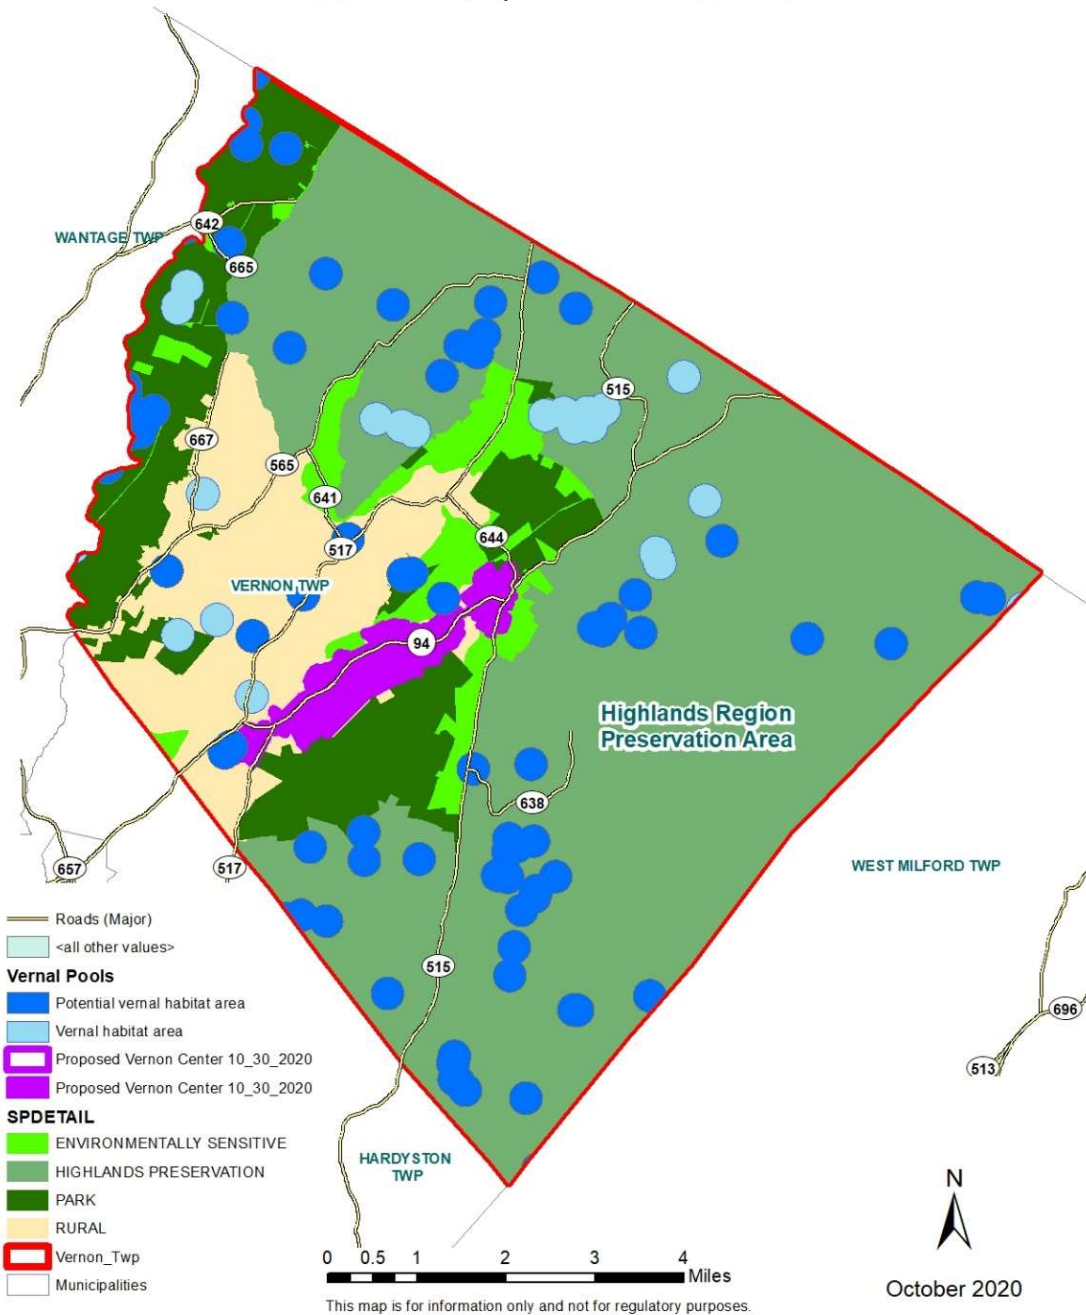 642
WANTAGE TWP
665
515
667
565
641
644
517
VERNON TWP
94
Highlands Region
Preservation Area
638
WEST MILFORD TWP
657
517
515
696
513
HARDYSTON
TWP
Roads (Major)
<all other values>
Vernal Pools
Potential vernal habitat area
Vernal habitat area
Proposed Vernon Center 10_30_2020
Proposed Vernon Center 10_30_2020
SPDETAIL
ENVIRONMENTALLY SENSITIVE
HIGHLANDS PRESERVATION
PARK
RURAL
Vernon_Twp
Municipalities
0 0.5 1 2 3 4
Miles
This map is for information only and not for regulatory purposes.
N
October 2020